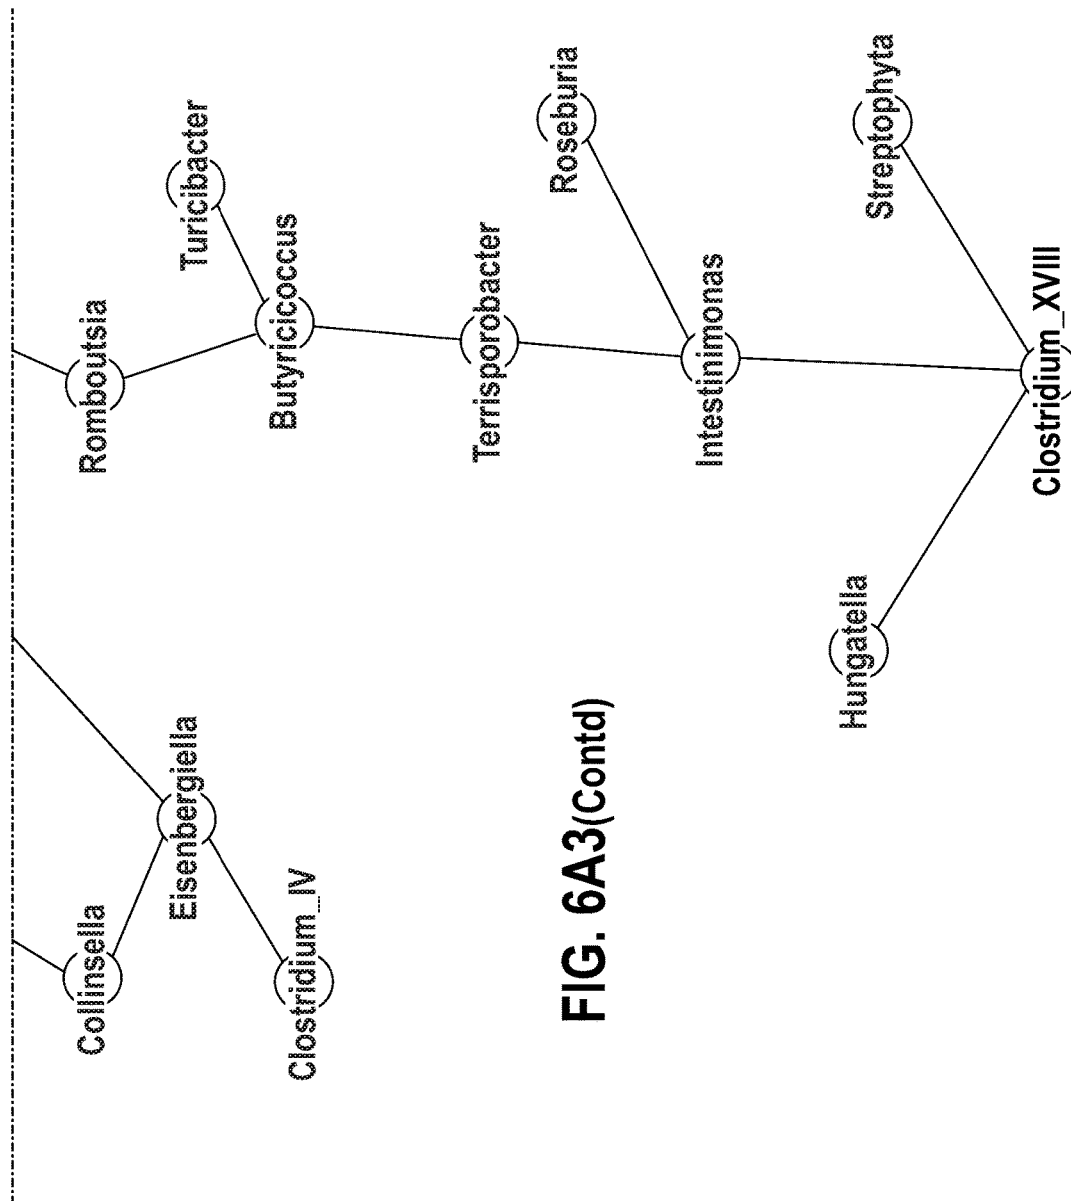 Romboutsia
Turicibacter
Butyricicoccus
Terrisporobacter
Roseburia
Intestinimonas
Streptophyta
Clostridium_XVIII
Hungatella
Collinsella
Eisenbergiella
Clostridium_IV
FIG. 6A3(Contd)